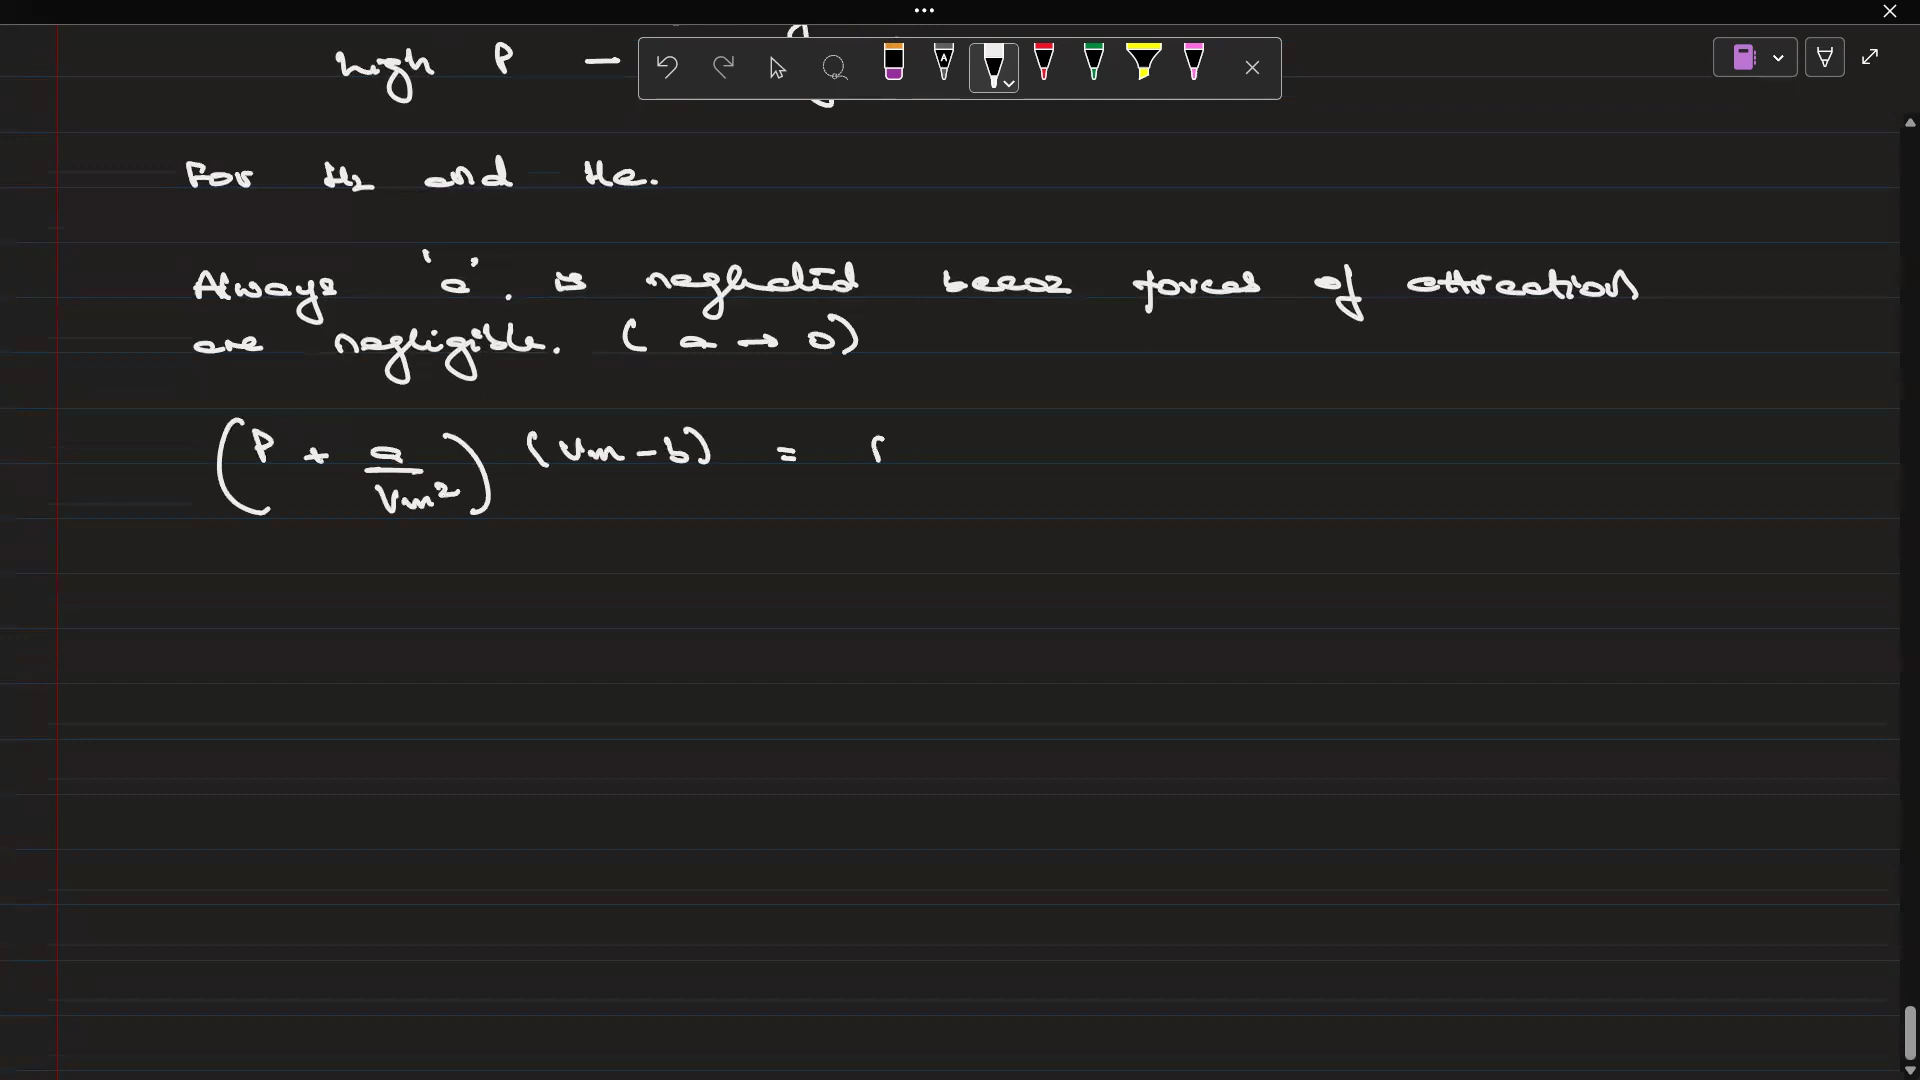 high P -
For H₂ and He.
Always 'a'. is neglected becoz forces of attraction
are negligible. ( a → 0 )
(P + a/Vm²) (Vm - b) =